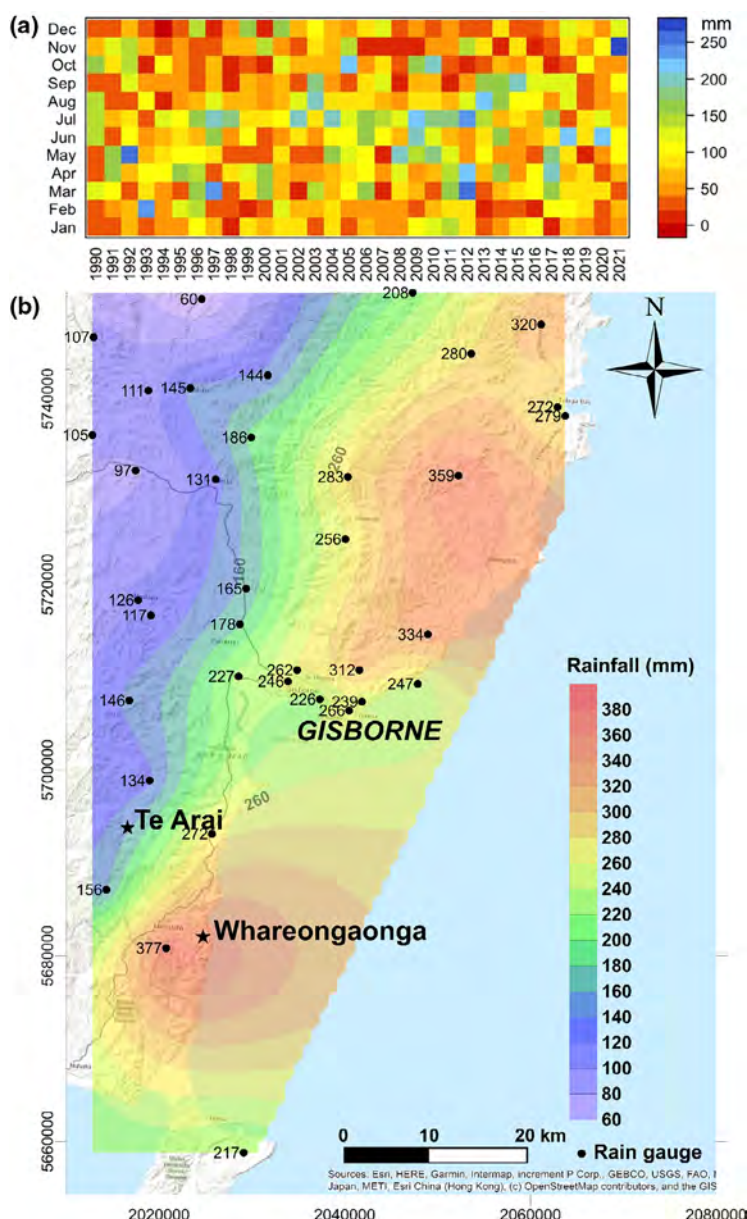 (a)
mm
Dec
Nov
Oct
Sep
Aug
Jul
Jun
May
Apr
Mar
Feb
Jan
250
200
150
100
50
0
1990 1991 1992 1993 1994 1995 1996 1997 1998 1999 2000 2001 2002 2003 2004 2005 2006 2007 2008 2009 2010 2011 2012 2013 2014 2015 2016 2017 2018 2019 2020 2021
(b)
60
208
N
107
320
280
144
111
145
272
279
5740000
105
186
260
97
283
359
131
256
160
165
126
117
5720000
178
334
227
262
312
246
247
146
226
239
266
GISBORNE
Rainfall (mm)
380
360
340
320
300
280
260
240
220
200
180
160
140
120
100
80
60
5700000
134
260
Te Arai
272
156
Whareongaonga
377
5680000
5660000
217
0 10 20 km
Rain gauge
Sources: Esri, HERE, Garmin, Intermap, increment P Corp., GEBCO, USGS, FAO,
Japan, METI, Esri China (Hong Kong), (c) OpenStreetMap contributors, and the GIS
2020000 2040000 2060000 2080000